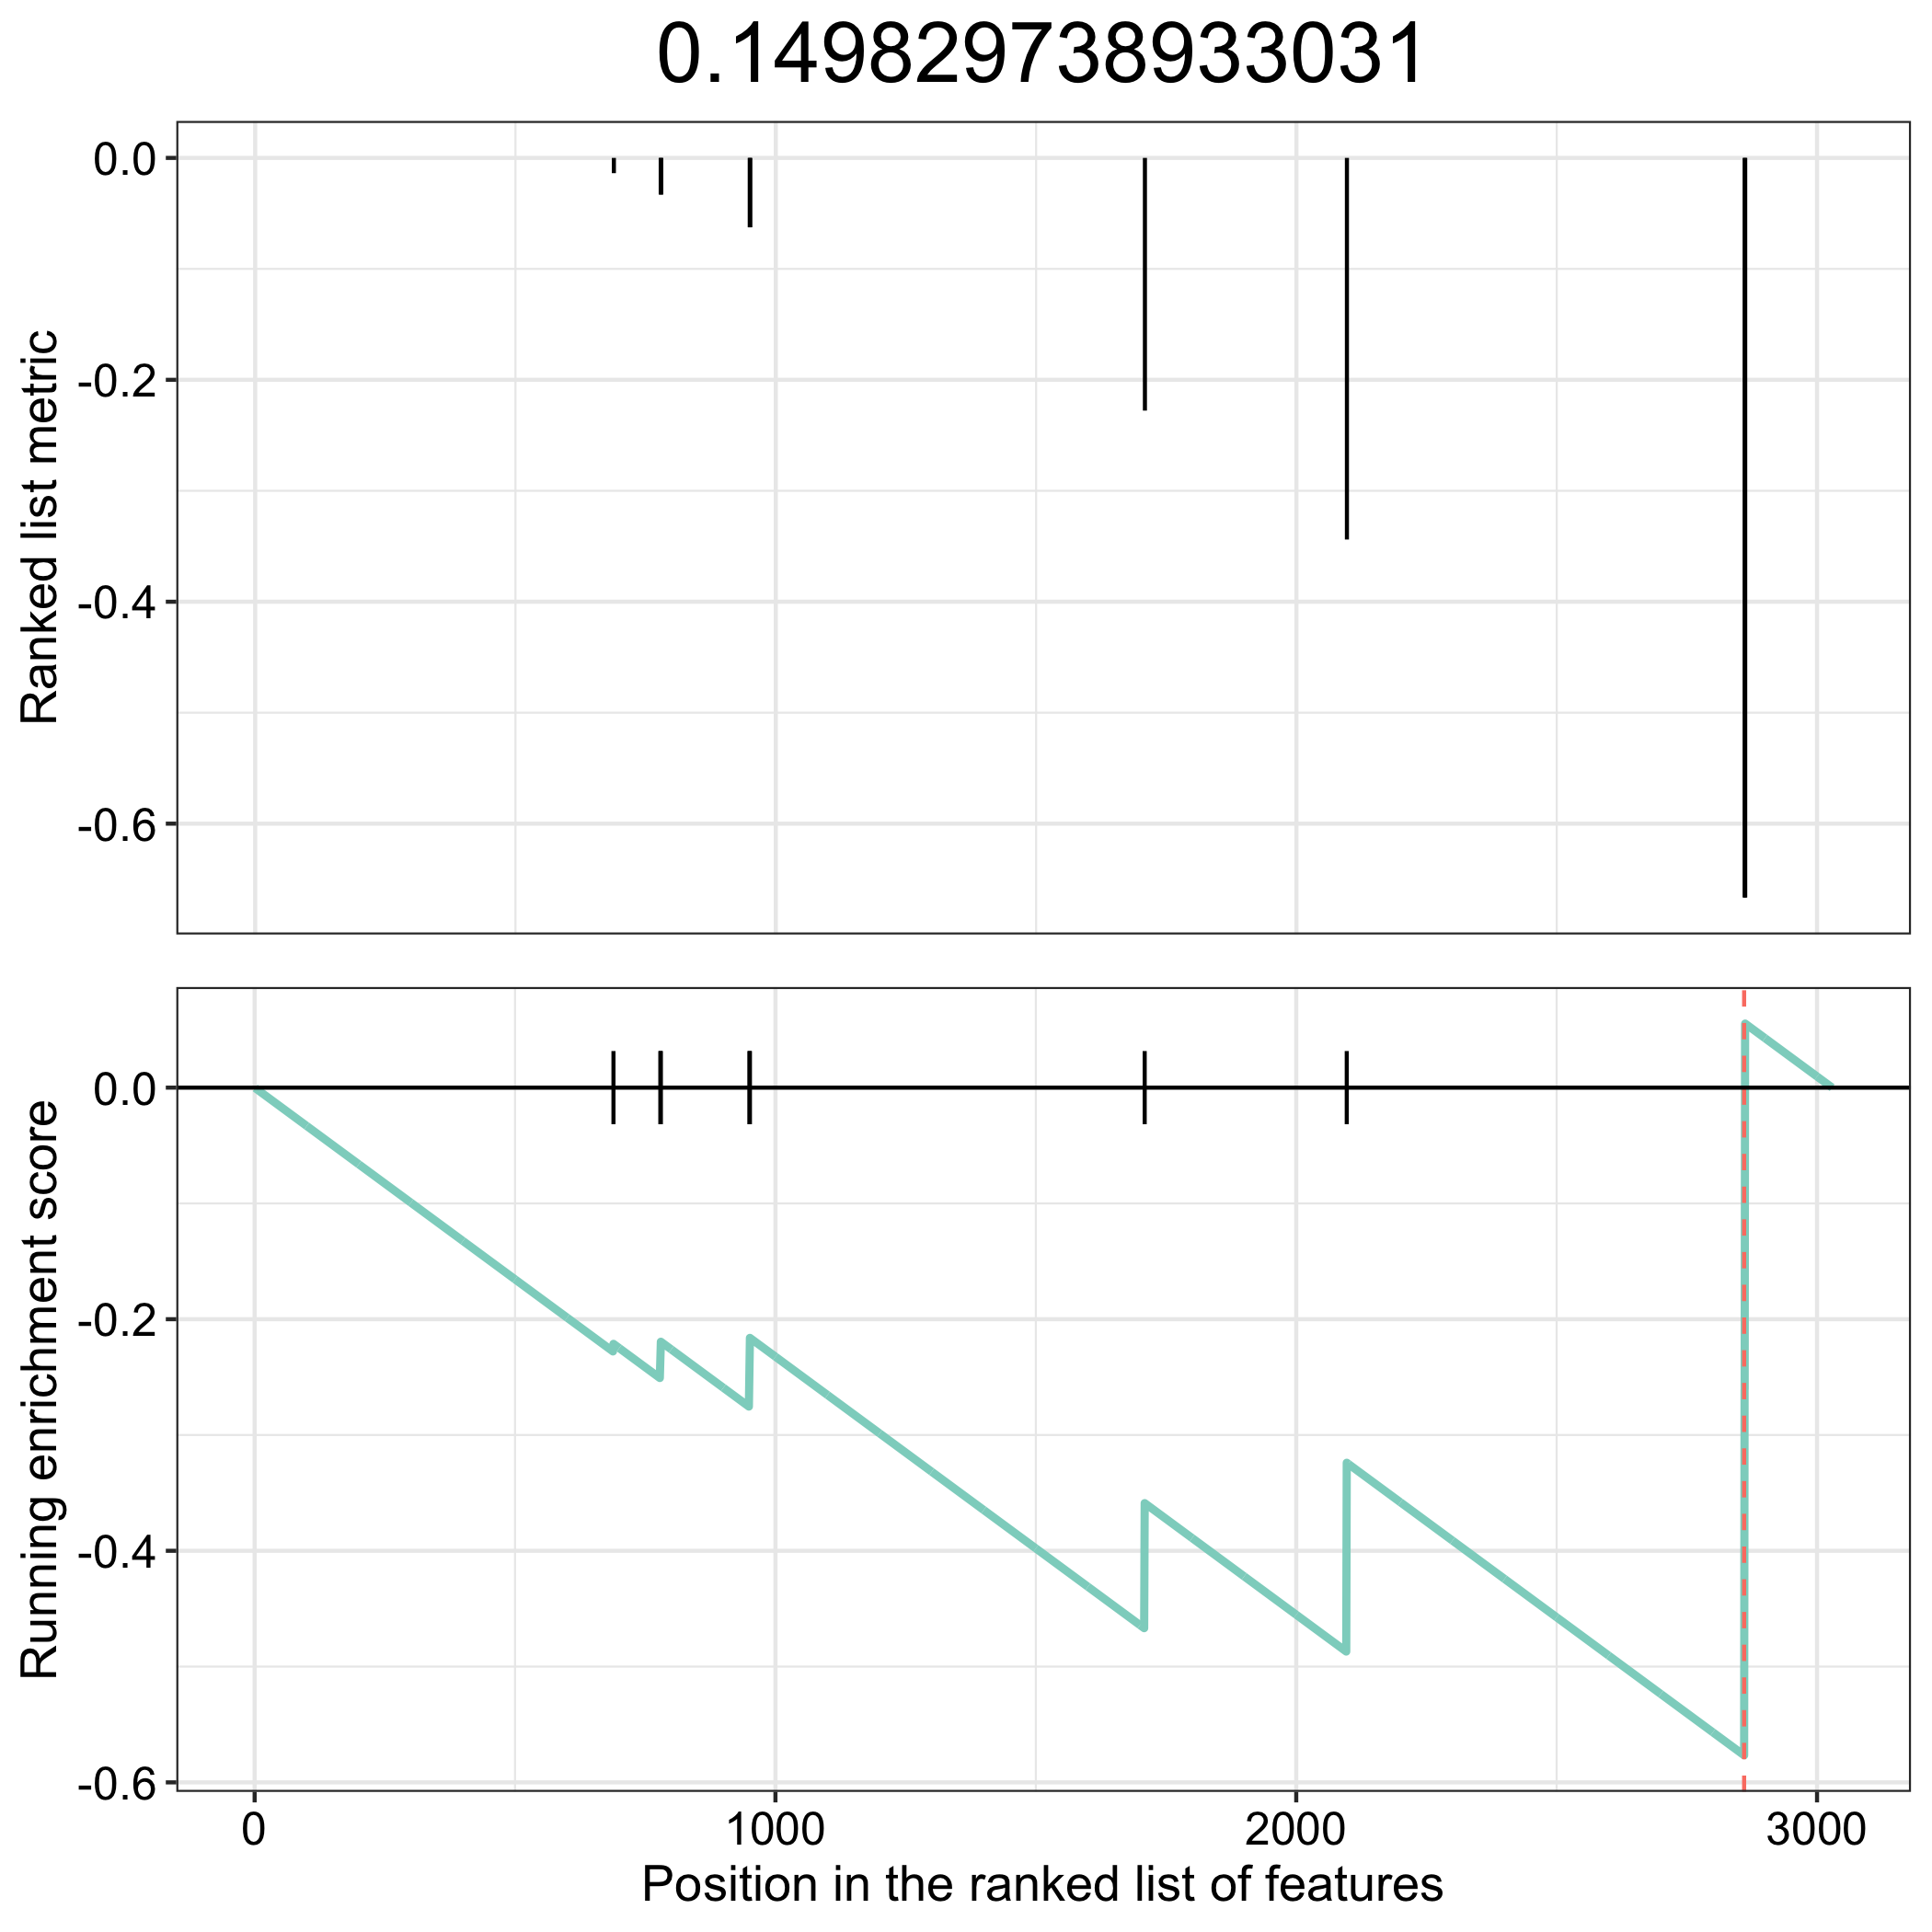 0.149829738933031
0.0
-0.2
-0.4
-0.6
Ranked list metric
0.0
-0.2
-0.4
-0.6
Running enrichment score
0 1000 2000 3000
Position in the ranked list of features